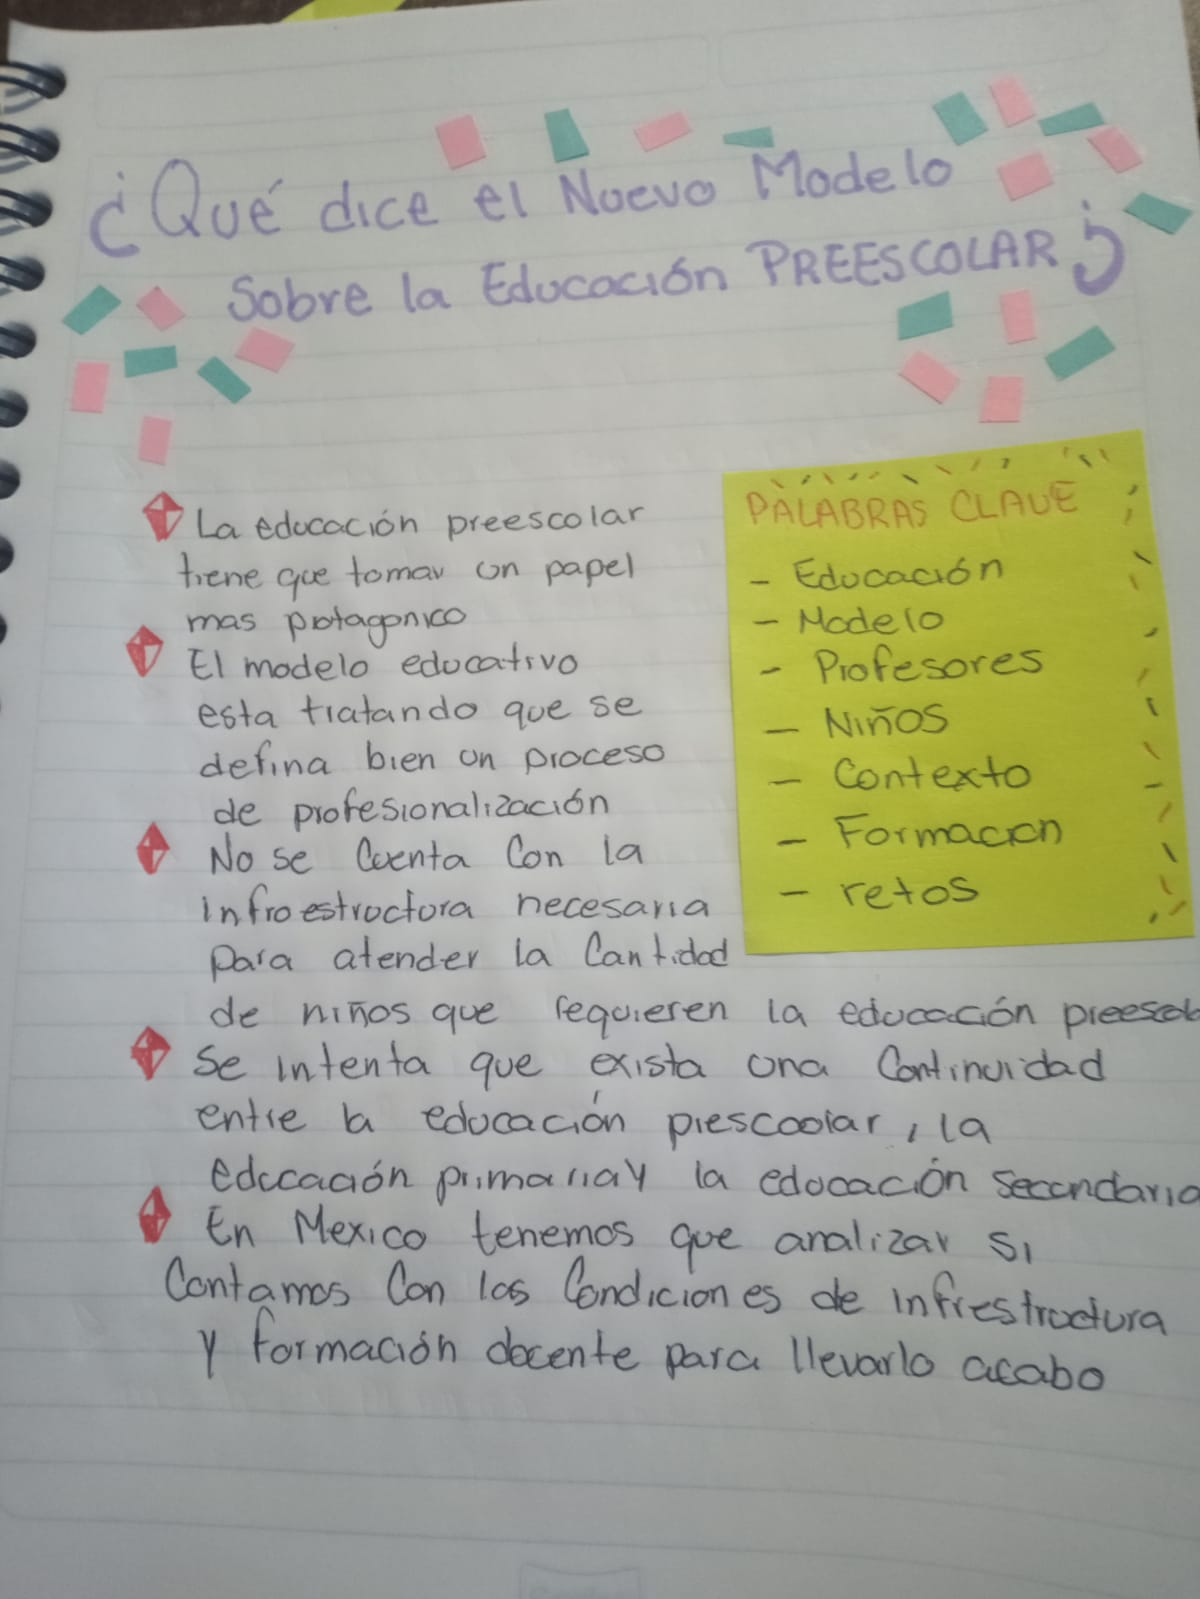 ¿Qué dice el Nuevo Modelo
Sobre la Educación PREESCOLAR?
La educación preescolar
tiene que tomar un papel
mas protagonico
El modelo educativo
esta tratando que se
defina bien un proceso
de profesionalización
No se Cuenta Con la
infraestructura necesaria
para atender la Cantidad
de niños que requieren la educación preescol
Se intenta que exista una Continuidad
entre la educación prescoolar, la
educación primaria y la educación secundaria
En Mexico tenemos que analizar si
Contamos Con las Condiciones de infrestructura
y formación docente para llevarlo acabo
PALABRAS CLAVE
- Educación
- Modelo
- Profesores
- Niños
- Contexto
- Formacion
- retos